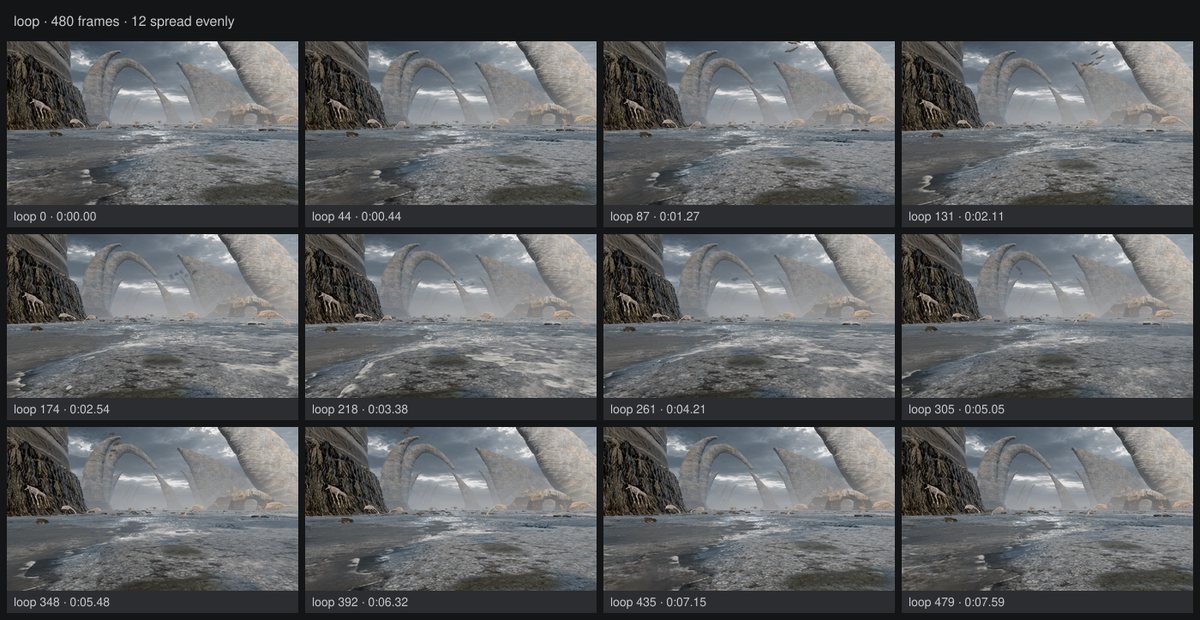 loop · 480 frames · 12 spread evenly
loop 0 · 0:00.00
loop 44 · 0:00.44
loop 87 · 0:01.27
loop 131 · 0:02.11
loop 174 · 0:02.54
loop 218 · 0:03.38
loop 261 · 0:04.21
loop 305 · 0:05.05
loop 348 · 0:05.48
loop 392 · 0:06.32
loop 435 · 0:07.15
loop 479 · 0:07.59